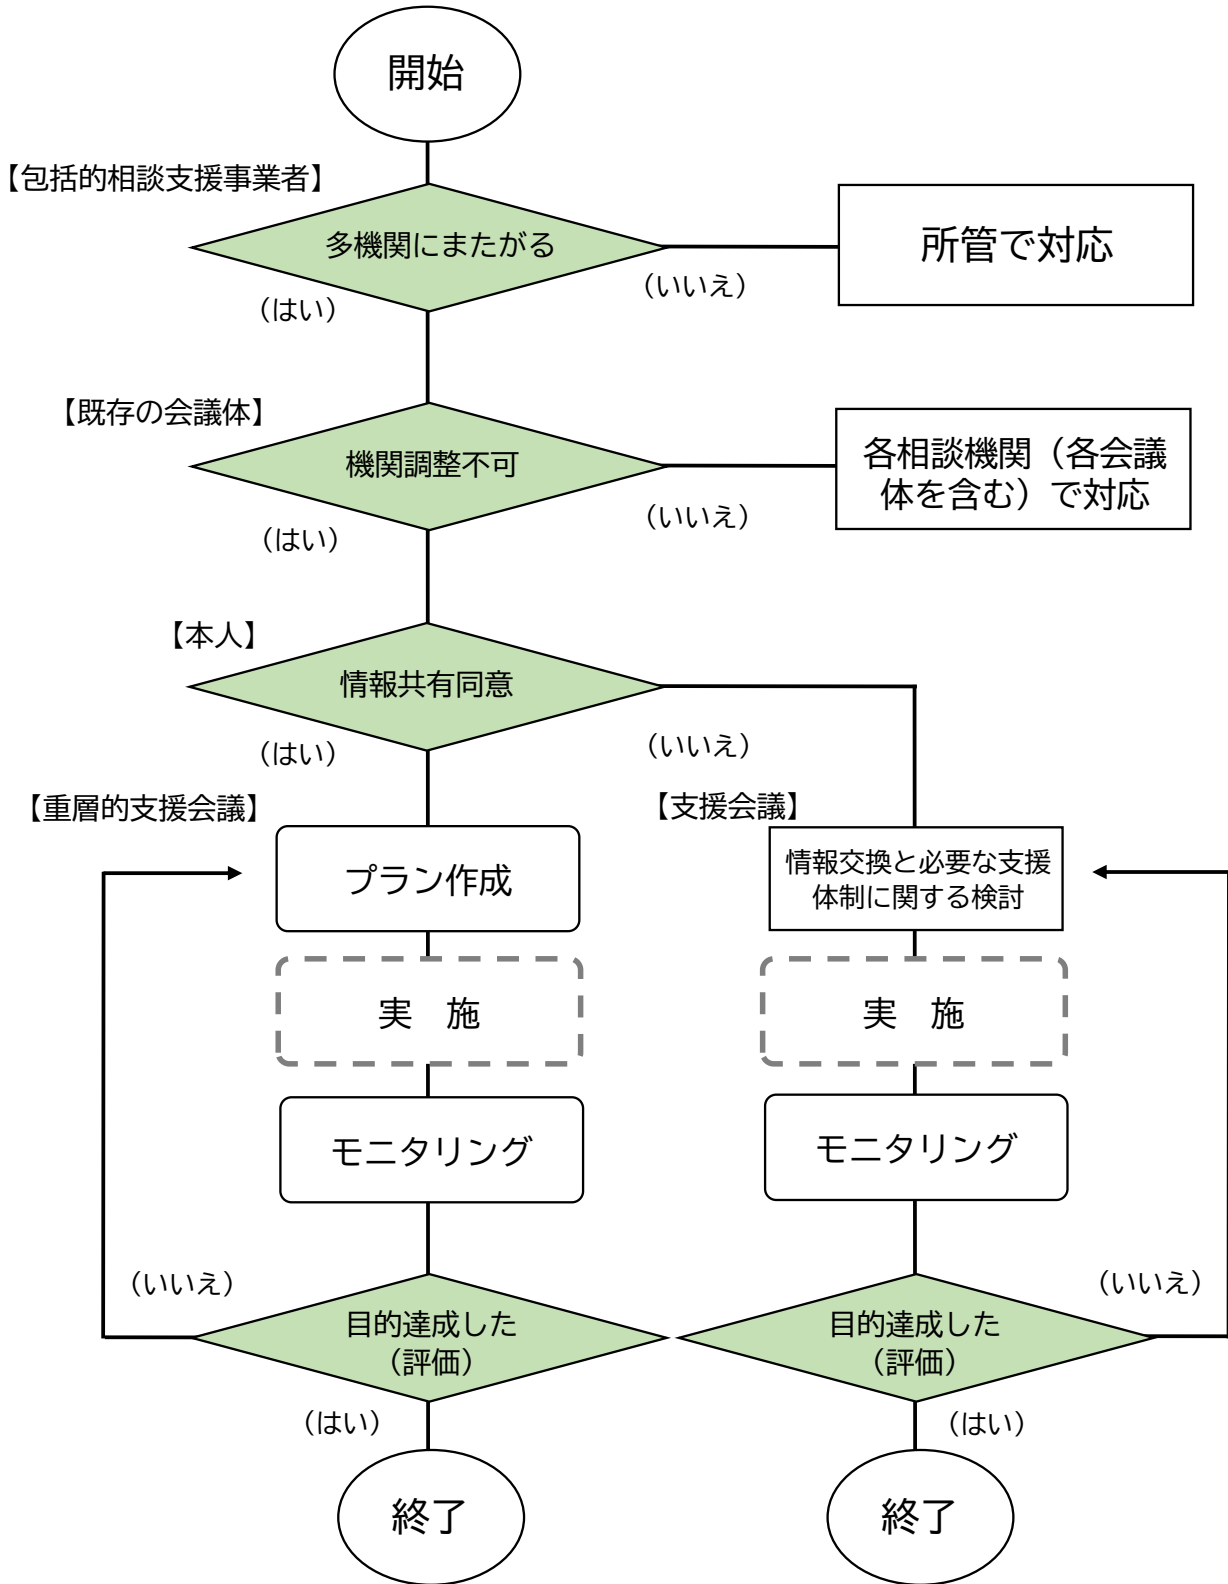 開始
【包括的相談支援事業者】
多機関にまたがる
(はい)
(いいえ)
所管で対応
【既存の会議体】
機関調整不可
(はい)
(いいえ)
各相談機関（各会議
体を含む）で対応
【本人】
情報共有同意
(はい)
(いいえ)
【重層的支援会議】
プラン作成
実　施
モニタリング
目的達成した
（評価）
(いいえ)
(はい)
終了
【支援会議】
情報交換と必要な支援
体制に関する検討
実　施
モニタリング
目的達成した
（評価）
(いいえ)
(はい)
終了